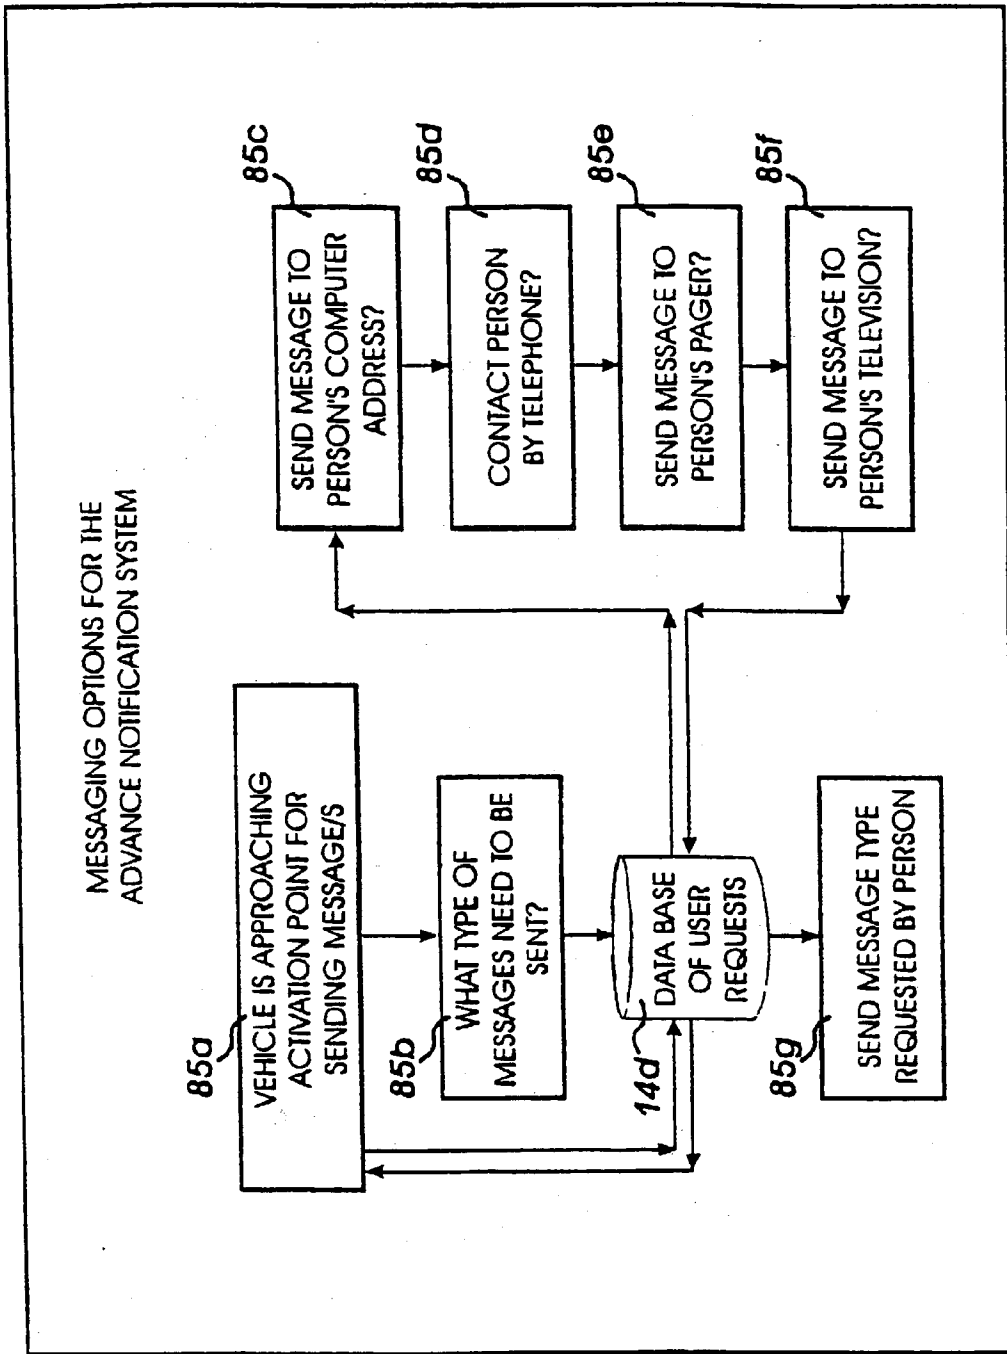 MESSAGING OPTIONS FOR THE
ADVANCE NOTIFICATION SYSTEM
85a
VEHICLE IS APPROACHING
ACTIVATION POINT FOR
SENDING MESSAGE/S
85b
WHAT TYPE OF
MESSAGES NEED TO BE
SENT?
14d
DATA BASE
OF USER
REQUESTS
85g
SEND MESSAGE TYPE
REQUESTED BY PERSON
85c
SEND MESSAGE TO
PERSON'S COMPUTER
ADDRESS?
85d
CONTACT PERSON
BY TELEPHONE?
85e
SEND MESSAGE TO
PERSON'S PAGER?
85f
SEND MESSAGE TO
PERSON'S TELEVISION?